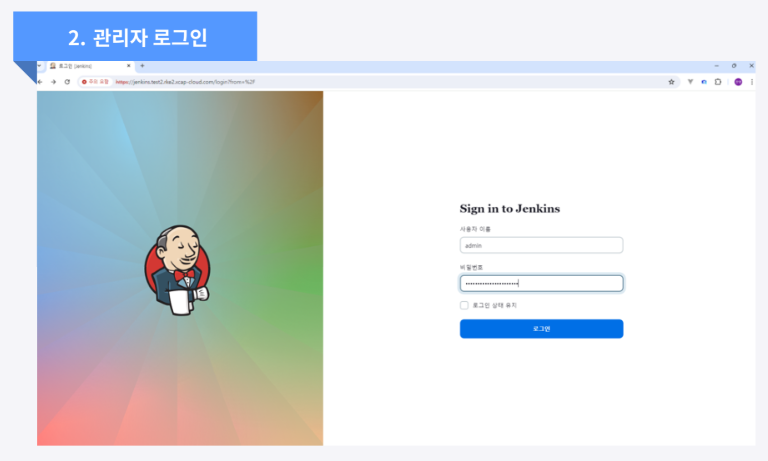 2. 관리자 로그인
로그인 [Jenkins]
주의 요함 https://jenkins.test2.rke2.xcap-cloud.com/login?from=%2F
Sign in to Jenkins
사용자 이름
admin
비밀번호
로그인 상태 유지
로그인